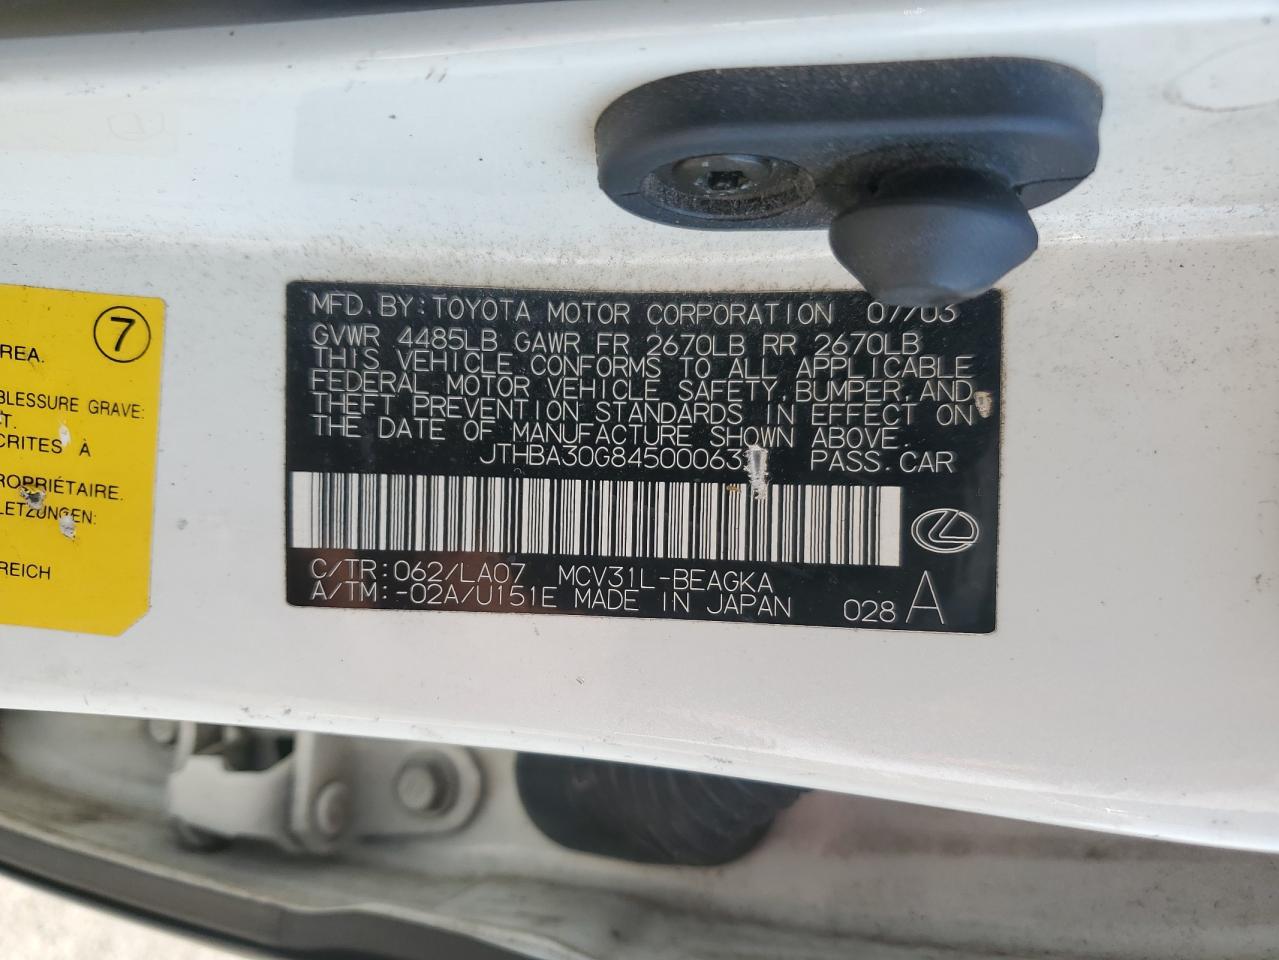 7
REA.
BLESSURE GRAVE:
CT.
CRITES À
ROPRIÉTAIRE.
LETZUNGEN:
REICH
MFD. BY: TOYOTA MOTOR CORPORATION 07/03
GVWR 4485LB GAWR FR 2670LB RR 2670LB
THIS VEHICLE CONFORMS TO ALL APPLICABLE
FEDERAL MOTOR VEHICLE SAFETY, BUMPER, AND
THEFT PREVENTION STANDARDS IN EFFECT ON
THE DATE OF MANUFACTURE SHOWN ABOVE.
JTHBA30G84500063 PASS. CAR
C/TR: 062/LA07 MCV31L-BEAGKA
A/TM: -02A/U151E MADE IN JAPAN 028 A